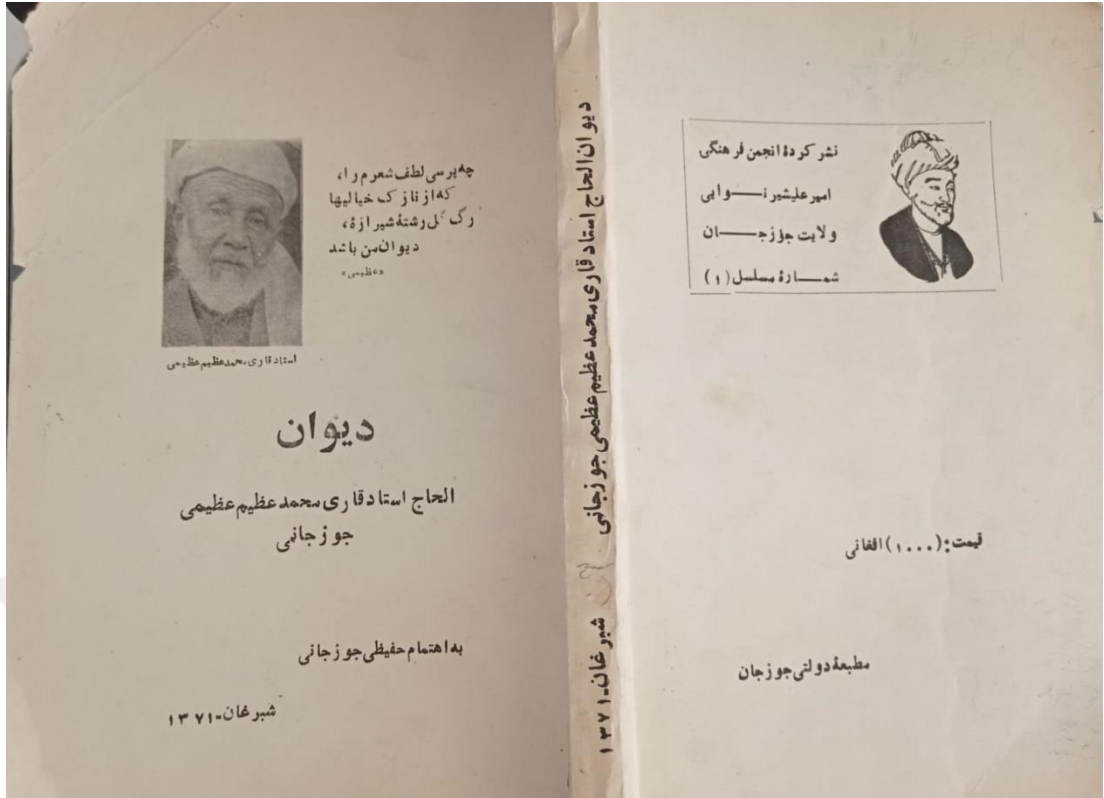 چه پرسی لطف شعرم را،
که از نازک خیالیها
رگ گل رشتهٔ شیرازهٔ،
دیوان من باشد
«عظیمی»
استاد قاری محمد عظیم عظیمی
دیوان
الحاج استاد قاری محمد عظیم عظیمی
جوزجانی
به اهتمام حفیظی جوزجانی
شبرغان-۱۳۷۱
دیوان الحاج استاد قاری محمد عظیم عظیمی جوزجانی
شبرغان-۱۳۷۱
نشر کردهٔ انجمن فرهنگی
امیر علیشیر نـــوایی
ولایت جوزجـــان
شمـــارهٔ مسلسل (۱)
قیمت: (۱۰۰۰) افغانی
مطبعهٔ دولتی جوزجان